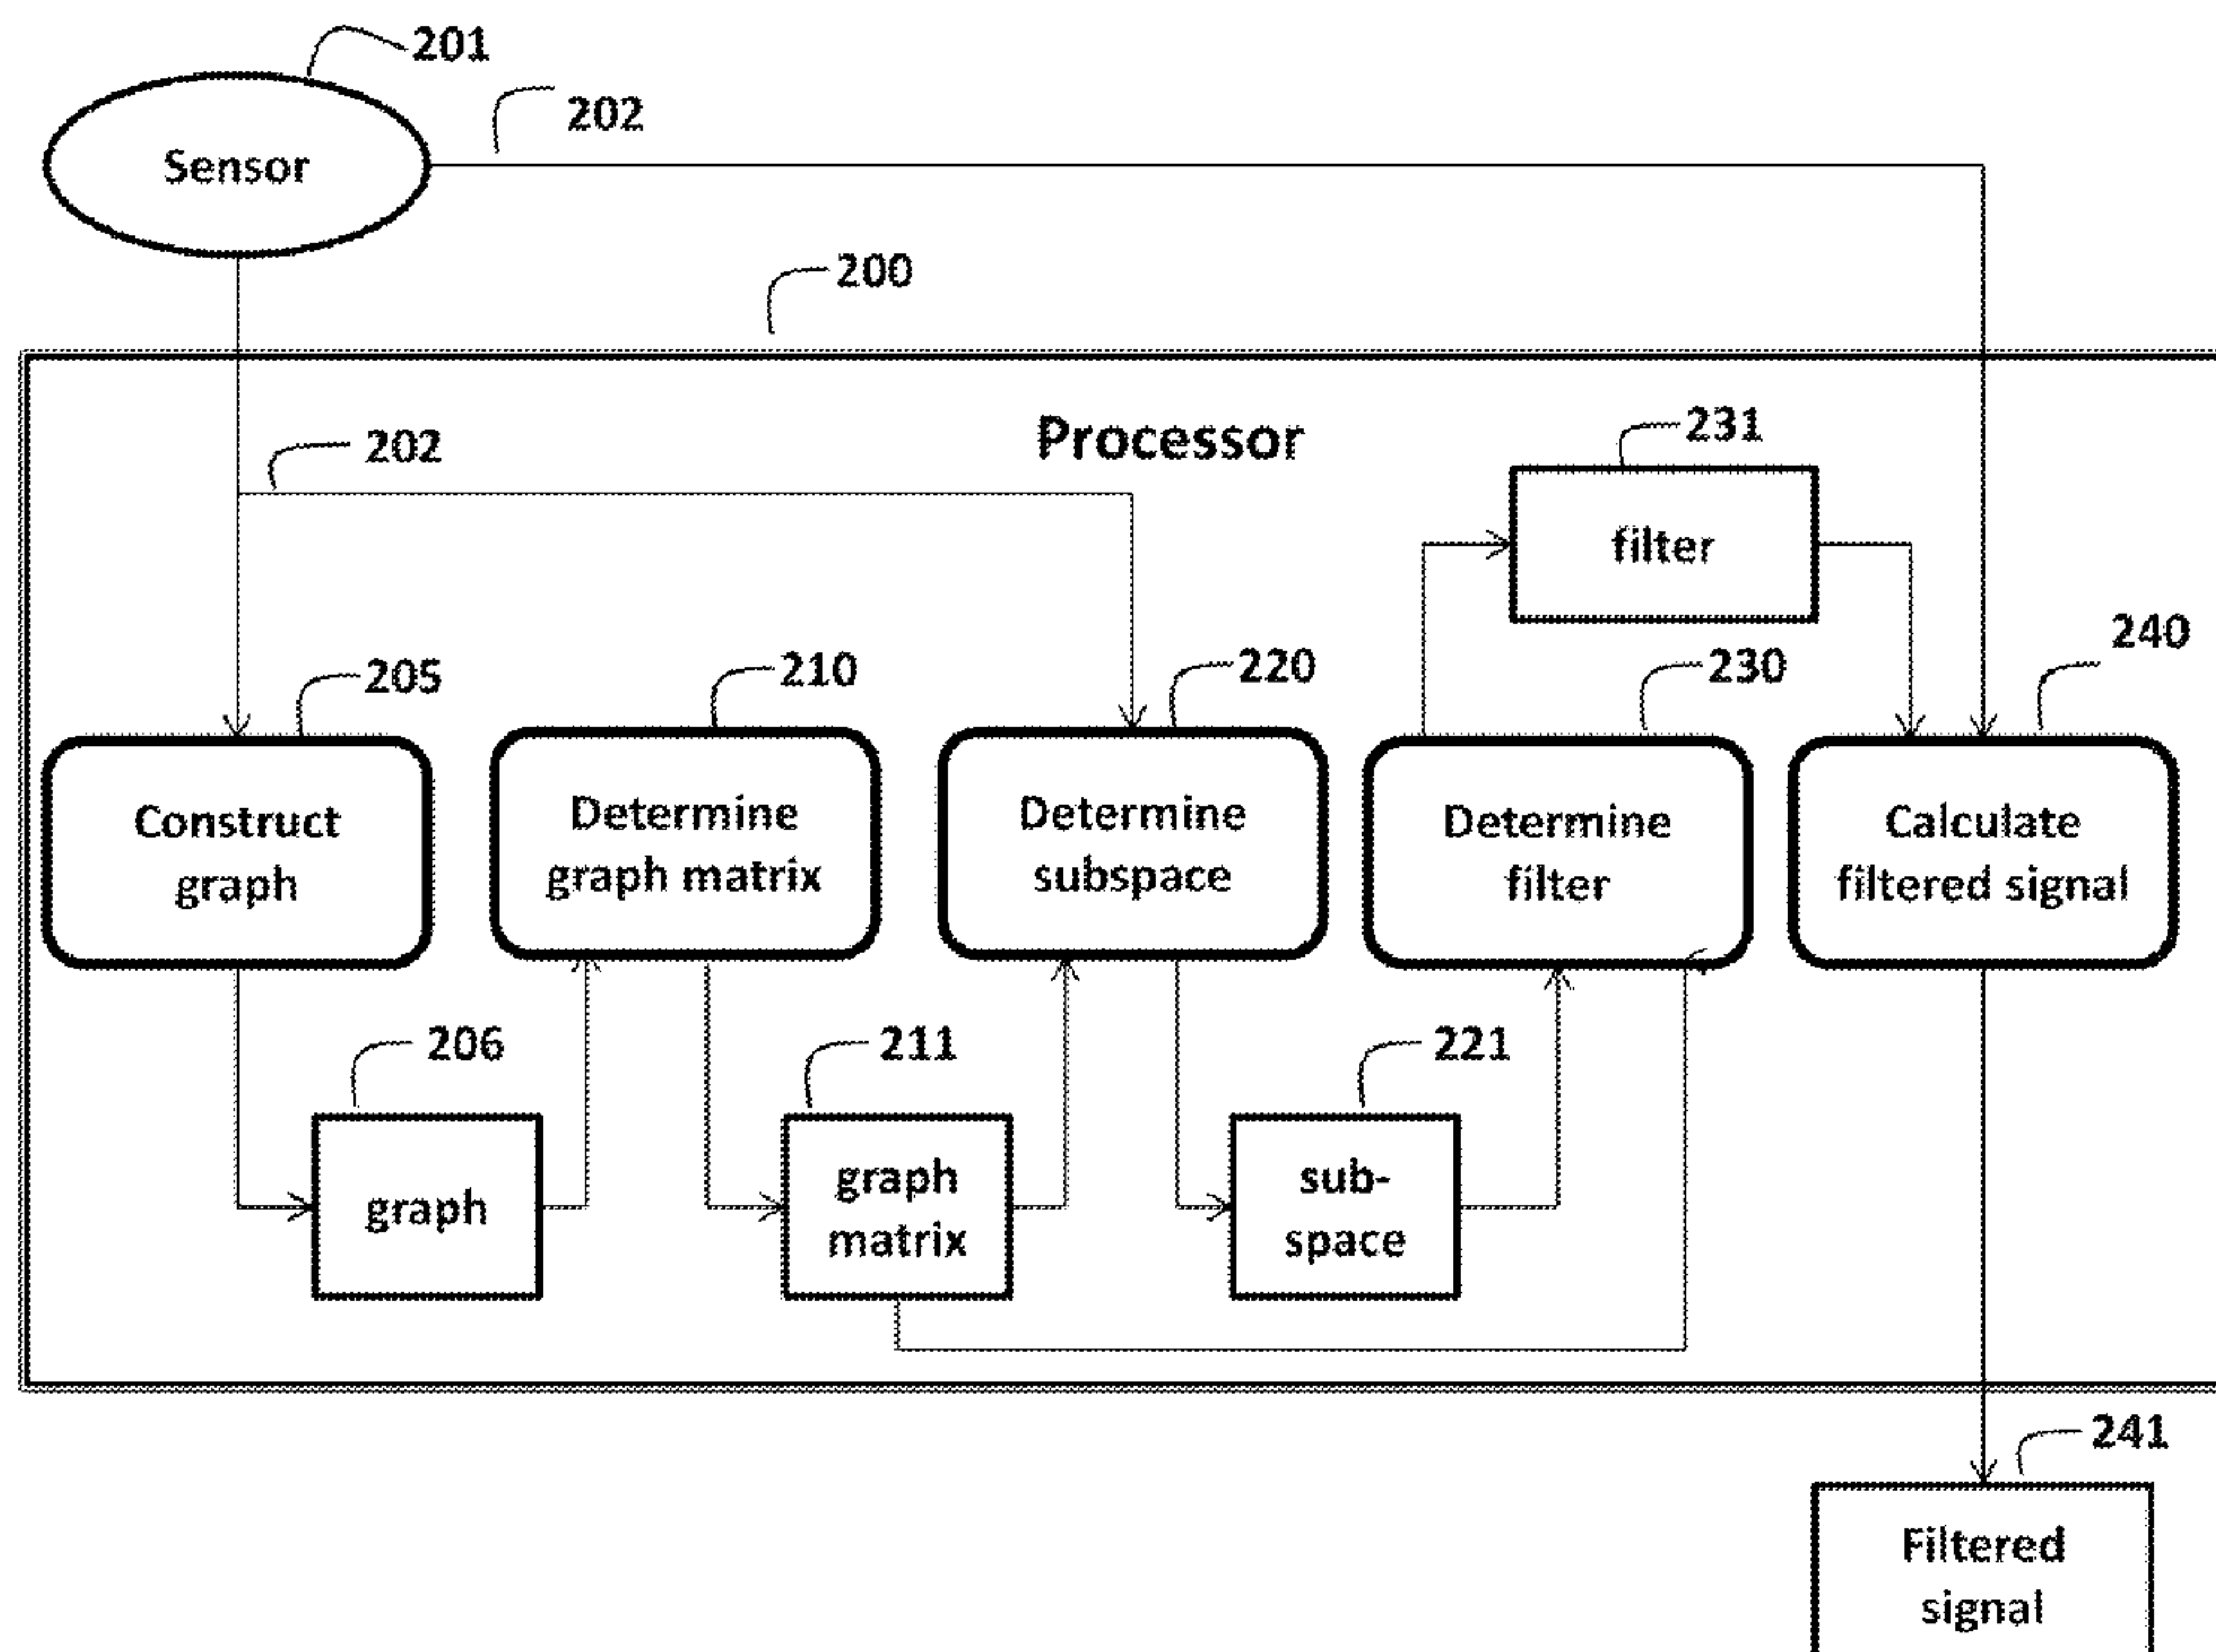 201
202
Sensor
200
Processor
231
202
filter
240
205
210
220
230
Construct
graph
Determine
graph matrix
Determine
subspace
Determine
filter
Calculate
filtered signal
206
211
221
graph
graph
matrix
sub-
space
241
Filtered
signal